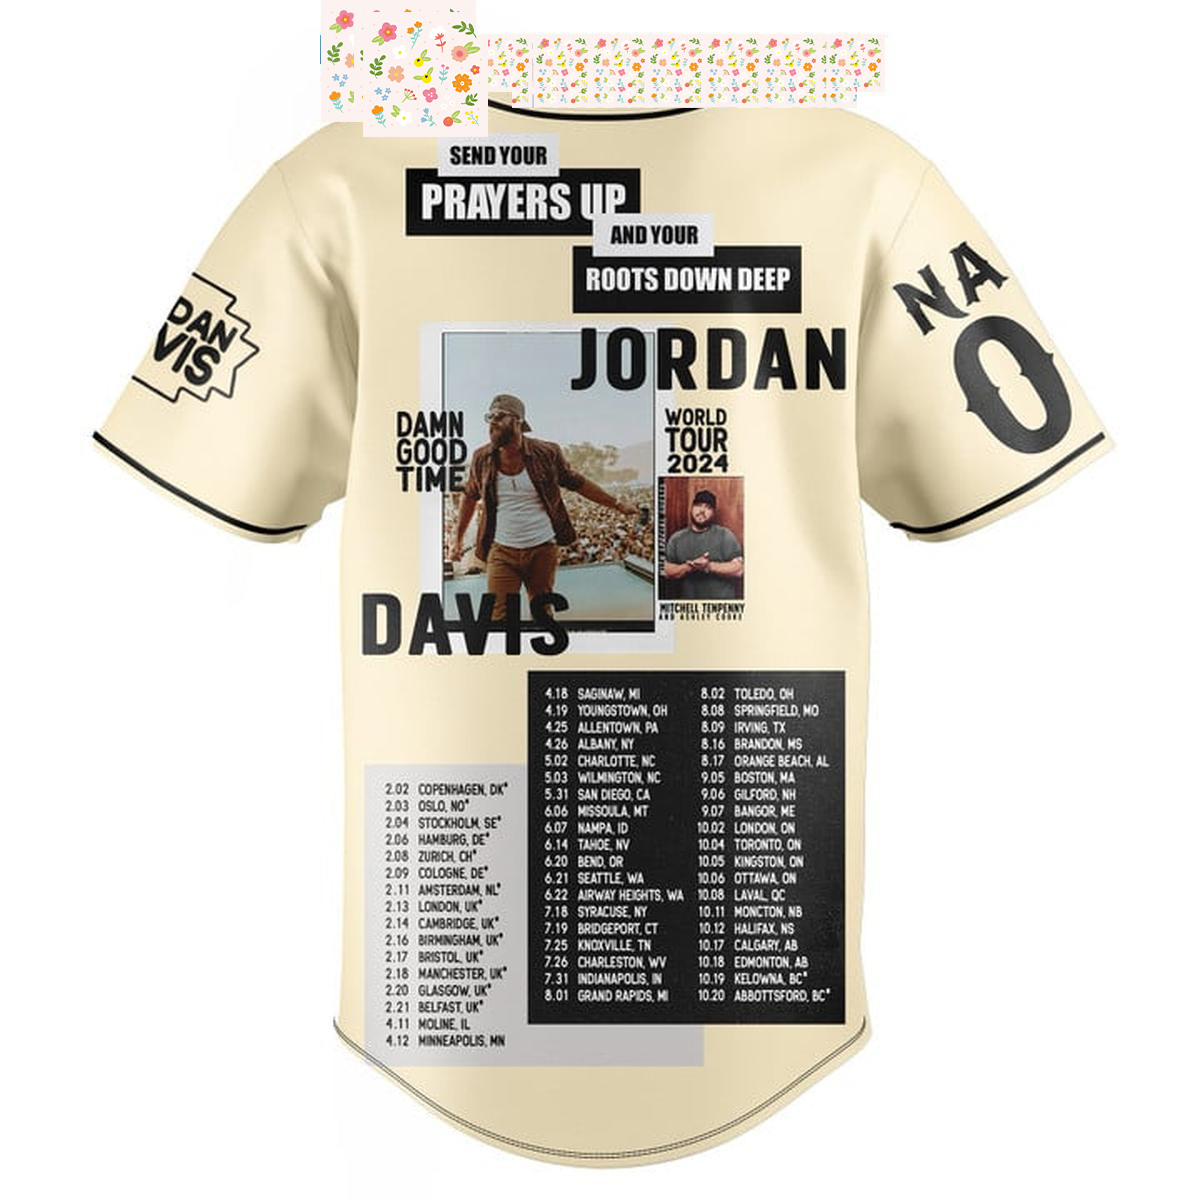 SEND YOUR
PRAYERS UP
AND YOUR
ROOTS DOWN DEEP
DAN
VIS
NA
0
JORDAN
DAMN
GOOD
TIME
WORLD
TOUR
2024
MITCHELL TENPENNY
AND ASHLEY COOKE
DAVIS
2.02 COPENHAGEN, DK*
2.03 OSLO, NO*
2.04 STOCKHOLM, SE*
2.06 HAMBURG, DE*
2.08 ZURICH, CH*
2.09 COLOGNE, DE*
2.11 AMSTERDAM, NL*
2.13 LONDON, UK*
2.14 CAMBRIDGE, UK*
2.16 BIRMINGHAM, UK*
2.17 BRISTOL, UK*
2.18 MANCHESTER, UK*
2.20 GLASGOW, UK*
2.21 BELFAST, UK*
4.11 MOLINE, IL
4.12 MINNEAPOLIS, MN
4.18 SAGINAW, MI
4.19 YOUNGSTOWN, OH
4.25 ALLENTOWN, PA
4.26 ALBANY, NY
5.02 CHARLOTTE, NC
5.03 WILMINGTON, NC
5.31 SAN DIEGO, CA
6.06 MISSOULA, MT
6.07 NAMPA, ID
6.14 TAHOE, NV
6.20 BEND, OR
6.21 SEATTLE, WA
6.22 AIRWAY HEIGHTS, WA
7.18 SYRACUSE, NY
7.19 BRIDGEPORT, CT
7.25 KNOXVILLE, TN
7.26 CHARLESTON, WV
7.31 INDIANAPOLIS, IN
8.01 GRAND RAPIDS, MI
8.02 TOLEDO, OH
8.08 SPRINGFIELD, MO
8.09 IRVING, TX
8.16 BRANDON, MS
8.17 ORANGE BEACH, AL
9.05 BOSTON, MA
9.06 GILFORD, NH
9.07 BANGOR, ME
10.02 LONDON, ON
10.04 TORONTO, ON
10.05 KINGSTON, ON
10.06 OTTAWA, ON
10.08 LAVAL, QC
10.11 MONCTON, NB
10.12 HALIFAX, NS
10.17 CALGARY, AB
10.18 EDMONTON, AB
10.19 KELOWNA, BC*
10.20 ABBOTTSFORD, BC*